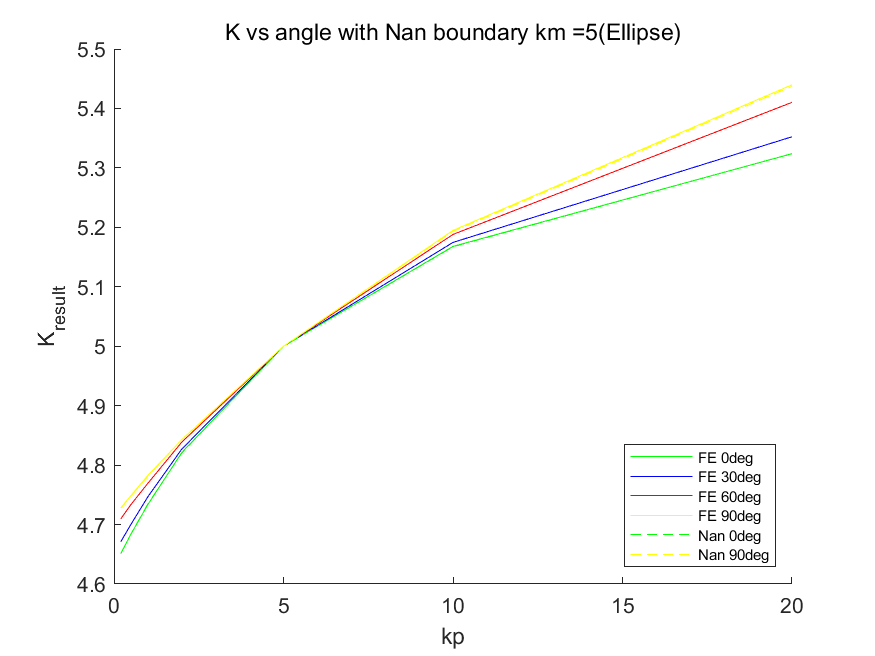 K vs angle with Nan boundary km =5(Ellipse)
5.5
5.4
5.3
5.2
5.1
5
4.9
4.8
4.7
4.6
K_result
0
5
10
15
20
kp
FE 0deg
FE 30deg
FE 60deg
FE 90deg
Nan 0deg
Nan 90deg